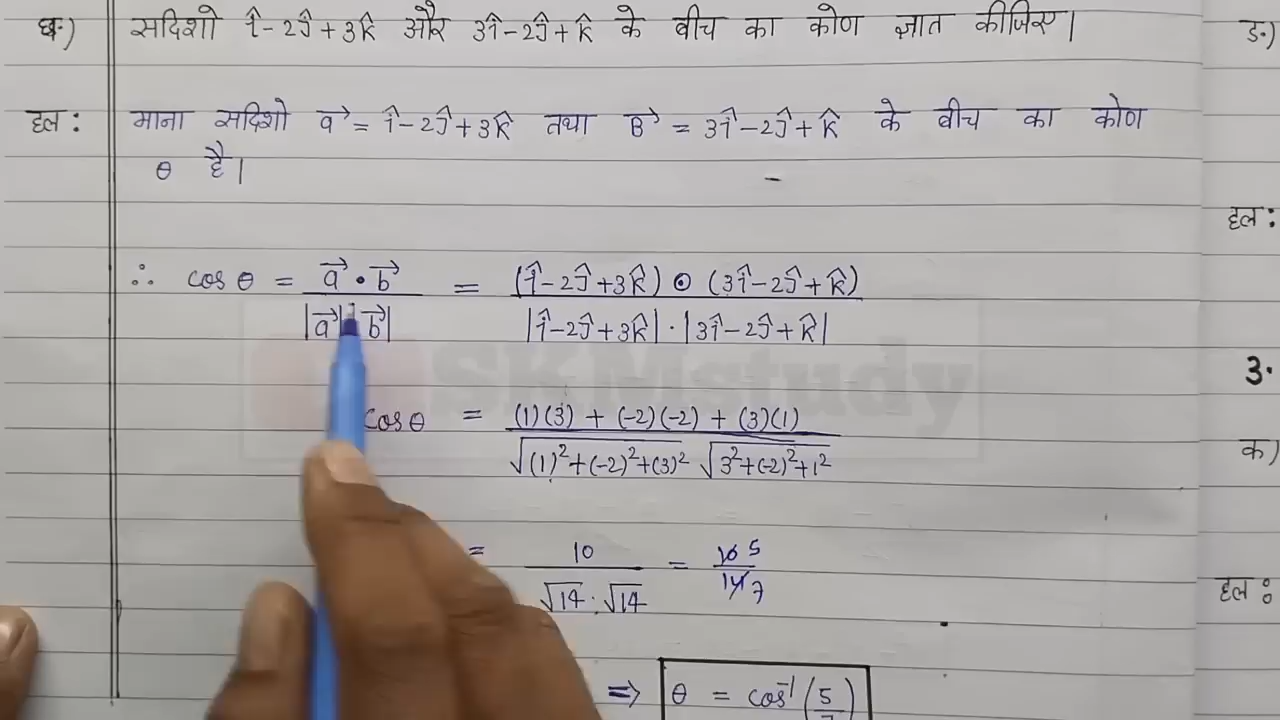 ध.) सदिशो î-2ĵ+3k̂ और 3î-2ĵ+k̂ के बीच का कोण ज्ञात कीजिए।
ङ.)
हल: माना सदिशो a⃗ = î-2ĵ+3k̂ तथा B⃗ = 3î-2ĵ+k̂ के बीच का कोण
θ है।
हल:
∴ cos θ = a⃗ • b⃗ / |a⃗| |b⃗| = (î-2ĵ+3k̂) ⊙ (3î-2ĵ+k̂) / |î-2ĵ+3k̂| · |3î-2ĵ+k̂|
3.
SKMstudy
cos θ = (1)(3) + (-2)(-2) + (3)(1) / √(1)²+(-2)²+(3)² √3²+(-2)²+1²
क)
= 10 / √14 · √14 = 10 5 / 14 7
हल:
⇒ θ = cos⁻¹(5/7)